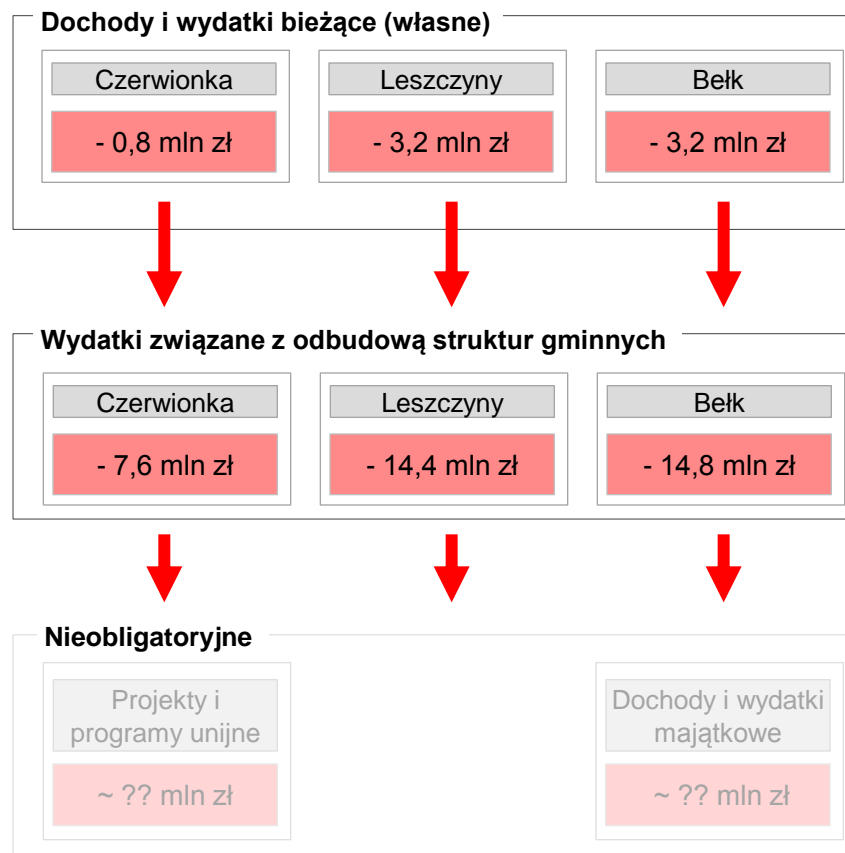 Dochody i wydatki bieżące (własne)
Czerwionka
Leszczyny
Bełk
- 0,8 mln zł
- 3,2 mln zł
- 3,2 mln zł
Wydatki związane z odbudową struktur gminnych
Czerwionka
Leszczyny
Bełk
- 7,6 mln zł
- 14,4 mln zł
- 14,8 mln zł
Nieobligatoryjne
Projekty i
programy unijne
~ ?? mln zł
Dochody i wydatki
majątkowe
~ ?? mln zł